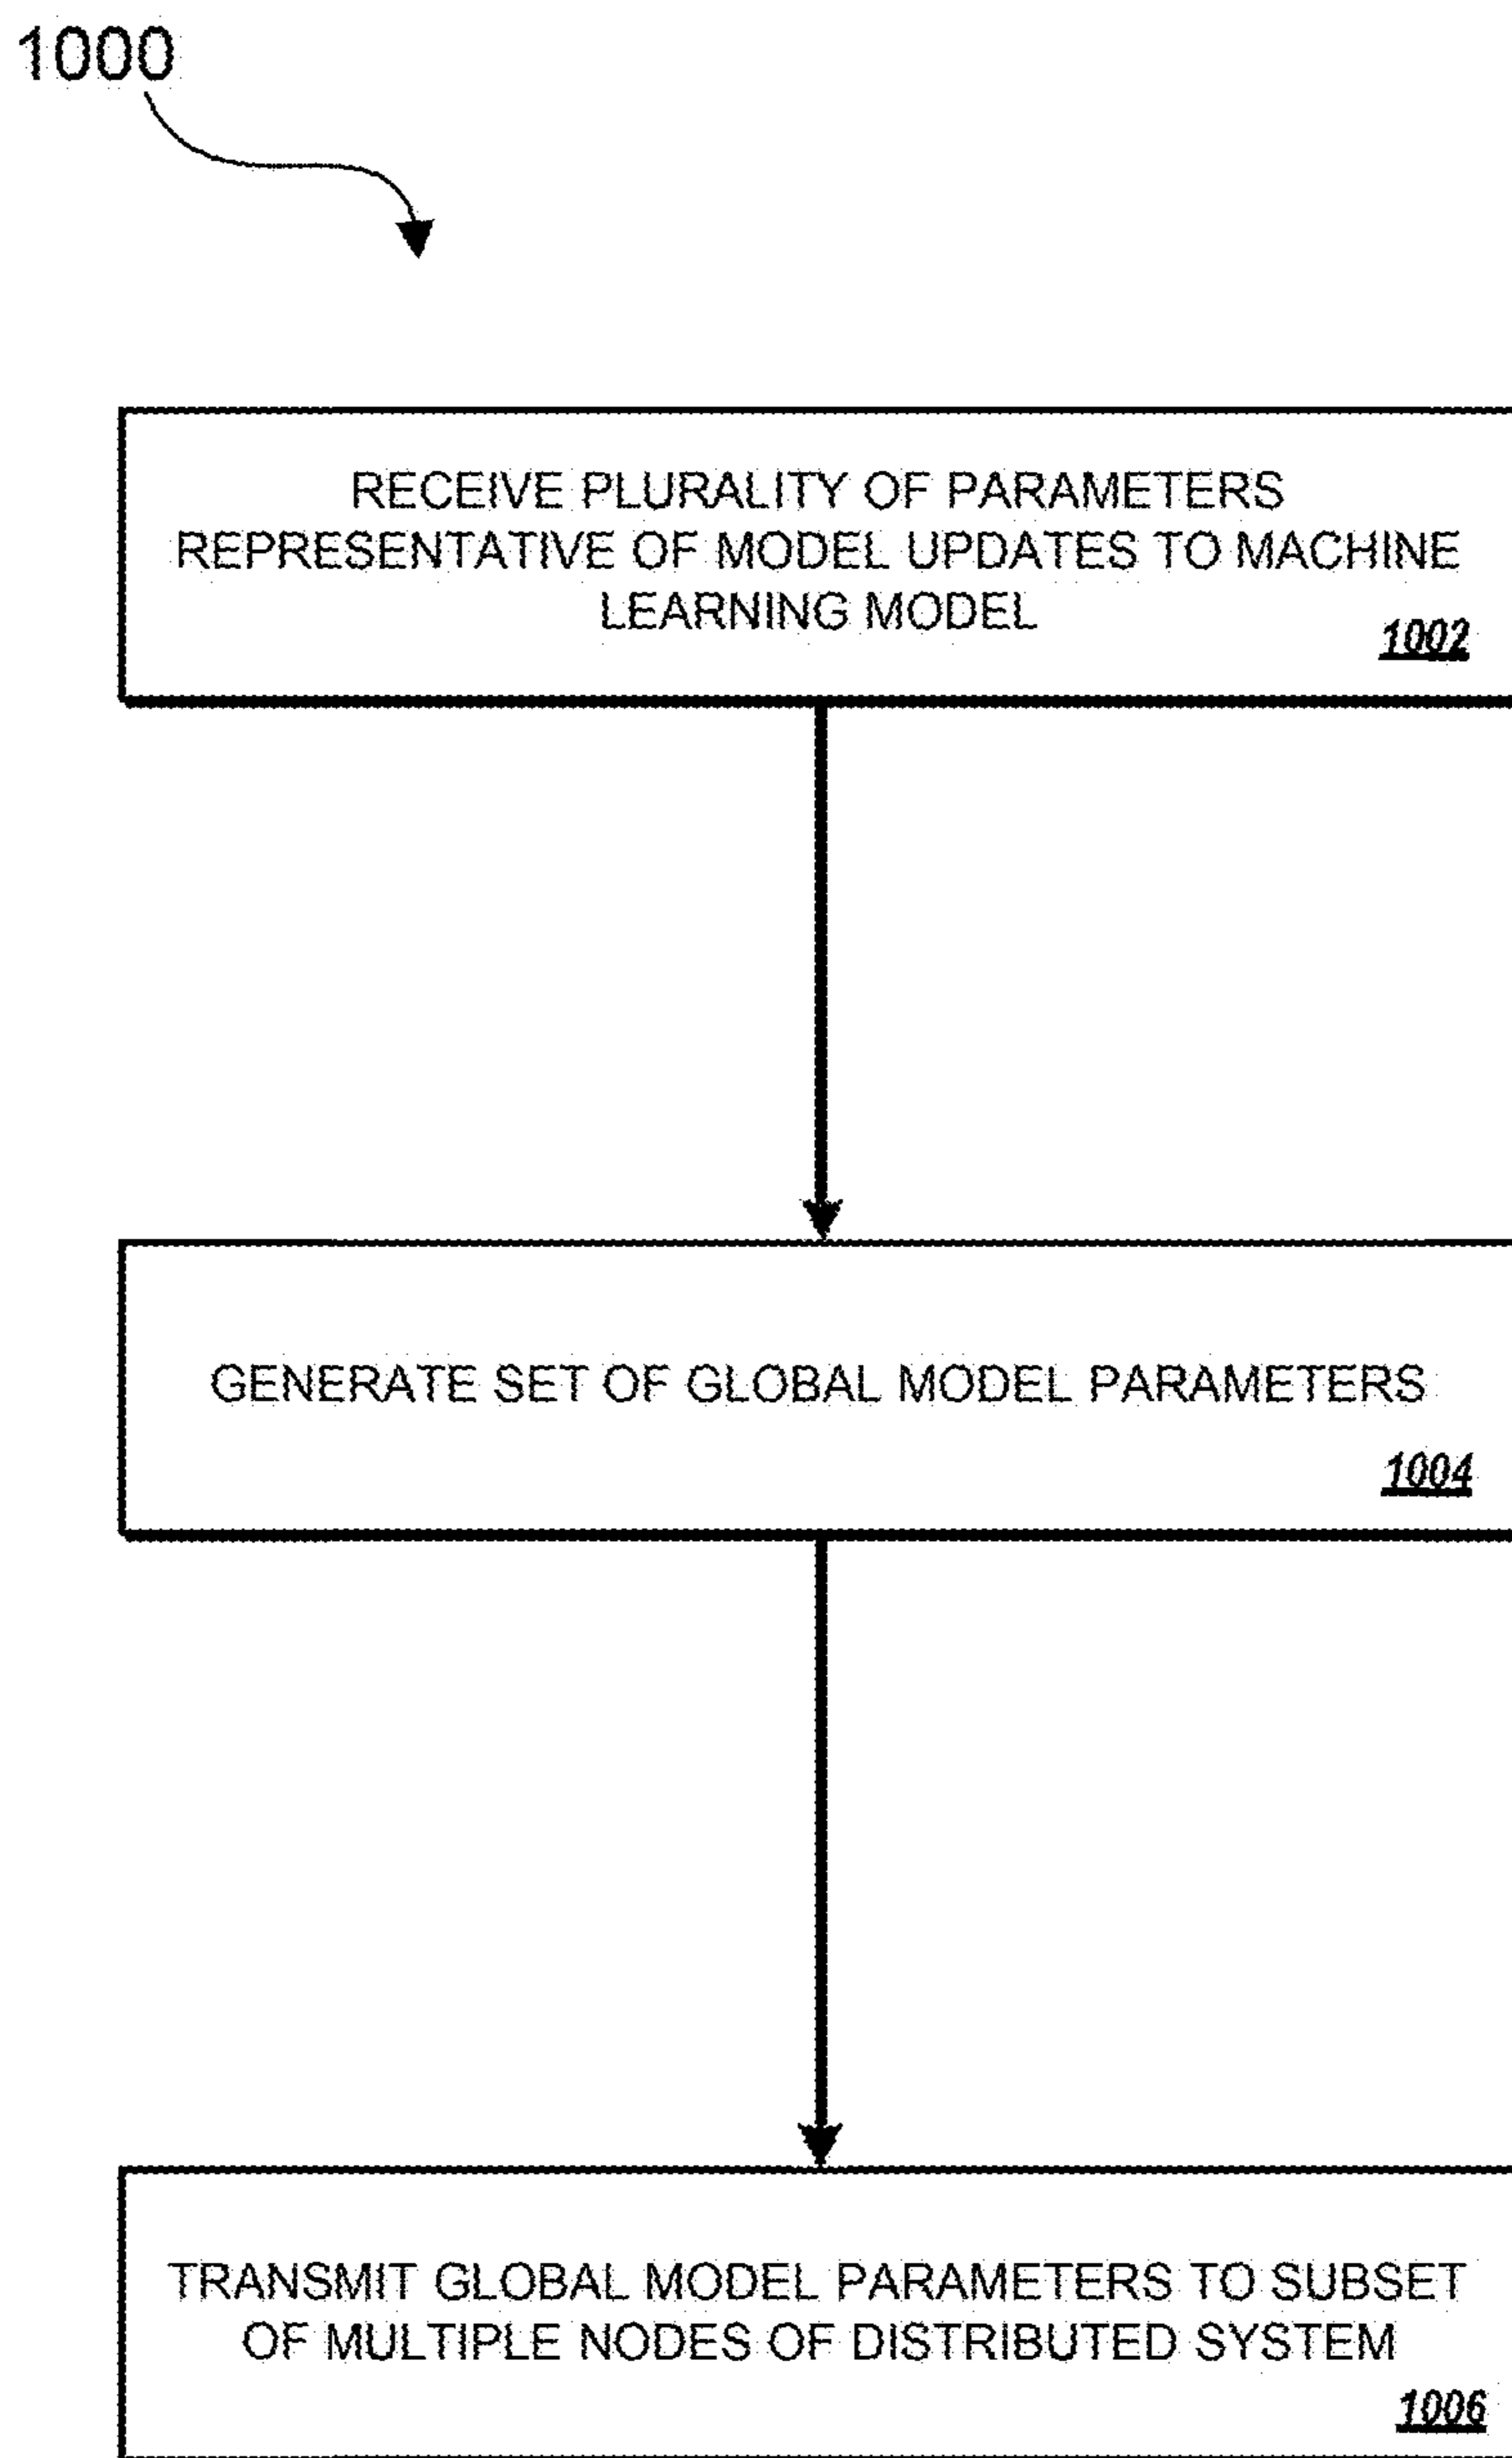 1000
RECEIVE PLURALITY OF PARAMETERS
REPRESENTATIVE OF MODEL UPDATES TO MACHINE
LEARNING MODEL
1002
GENERATE SET OF GLOBAL MODEL PARAMETERS
1004
TRANSMIT GLOBAL MODEL PARAMETERS TO SUBSET
OF MULTIPLE NODES OF DISTRIBUTED SYSTEM
1006